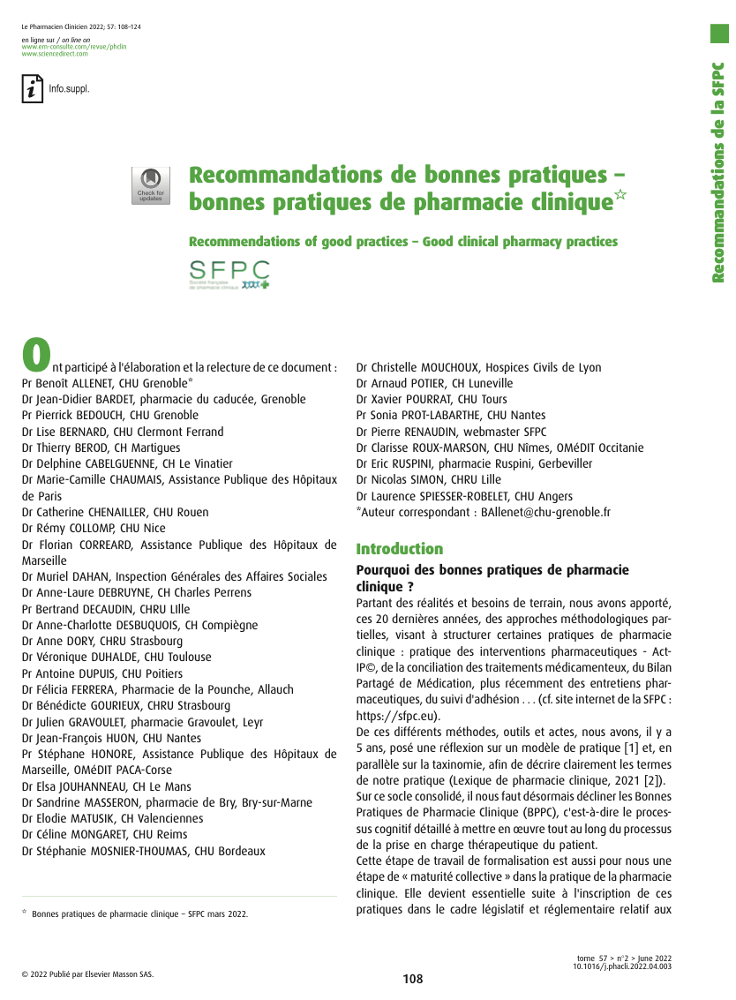 Le Pharmacien Clinicien 2022; 57: 108–124
en ligne sur / on line on
www.em-consulte.com/revue/phclin
www.sciencedirect.com
Info.suppl.
Recommandations de la SFPC
Check for
updates
Recommandations de bonnes pratiques –
bonnes pratiques de pharmacie clinique☆
Recommendations of good practices – Good clinical pharmacy practices
SFPC
Société française
de pharmacie clinique
Ont participé à l'élaboration et la relecture de ce document :
Pr Benoît ALLENET, CHU Grenoble*
Dr Jean-Didier BARDET, pharmacie du caducée, Grenoble
Pr Pierrick BEDOUCH, CHU Grenoble
Dr Lise BERNARD, CHU Clermont Ferrand
Dr Thierry BEROD, CH Martigues
Dr Delphine CABELGUENNE, CH Le Vinatier
Dr Marie-Camille CHAUMAIS, Assistance Publique des Hôpitaux
de Paris
Dr Catherine CHENAILLER, CHU Rouen
Dr Rémy COLLOMP, CHU Nice
Dr Florian CORREARD, Assistance Publique des Hôpitaux de
Marseille
Dr Muriel DAHAN, Inspection Générales des Affaires Sociales
Dr Anne-Laure DEBRUYNE, CH Charles Perrens
Pr Bertrand DECAUDIN, CHRU LIlle
Dr Anne-Charlotte DESBUQUOIS, CH Compiègne
Dr Anne DORY, CHRU Strasbourg
Dr Véronique DUHALDE, CHU Toulouse
Pr Antoine DUPUIS, CHU Poitiers
Dr Félicia FERRERA, Pharmacie de la Pounche, Allauch
Dr Bénédicte GOURIEUX, CHRU Strasbourg
Dr Julien GRAVOULET, pharmacie Gravoulet, Leyr
Dr Jean-François HUON, CHU Nantes
Pr Stéphane HONORE, Assistance Publique des Hôpitaux de
Marseille, OMéDIT PACA-Corse
Dr Elsa JOUHANNEAU, CH Le Mans
Dr Sandrine MASSERON, pharmacie de Bry, Bry-sur-Marne
Dr Elodie MATUSIK, CH Valenciennes
Dr Céline MONGARET, CHU Reims
Dr Stéphanie MOSNIER-THOUMAS, CHU Bordeaux
Dr Christelle MOUCHOUX, Hospices Civils de Lyon
Dr Arnaud POTIER, CH Luneville
Dr Xavier POURRAT, CHU Tours
Pr Sonia PROT-LABARTHE, CHU Nantes
Dr Pierre RENAUDIN, webmaster SFPC
Dr Clarisse ROUX-MARSON, CHU Nîmes, OMéDIT Occitanie
Dr Eric RUSPINI, pharmacie Ruspini, Gerbeviller
Dr Nicolas SIMON, CHRU Lille
Dr Laurence SPIESSER-ROBELET, CHU Angers
*Auteur correspondant : BAllenet@chu-grenoble.fr
Introduction
Pourquoi des bonnes pratiques de pharmacie
clinique ?
Partant des réalités et besoins de terrain, nous avons apporté,
ces 20 dernières années, des approches méthodologiques par-
tielles, visant à structurer certaines pratiques de pharmacie
clinique : pratique des interventions pharmaceutiques - Act-
IP©, de la conciliation des traitements médicamenteux, du Bilan
Partagé de Médication, plus récemment des entretiens phar-
maceutiques, du suivi d'adhésion . . . (cf. site internet de la SFPC :
https://sfpc.eu).
De ces différents méthodes, outils et actes, nous avons, il y a
5 ans, posé une réflexion sur un modèle de pratique [1] et, en
parallèle sur la taxinomie, afin de décrire clairement les termes
de notre pratique (Lexique de pharmacie clinique, 2021 [2]).
Sur ce socle consolidé, il nous faut désormais décliner les Bonnes
Pratiques de Pharmacie Clinique (BPPC), c'est-à-dire le proces-
sus cognitif détaillé à mettre en œuvre tout au long du processus
de la prise en charge thérapeutique du patient.
Cette étape de travail de formalisation est aussi pour nous une
étape de « maturité collective » dans la pratique de la pharmacie
clinique. Elle devient essentielle suite à l'inscription de ces
pratiques dans le cadre législatif et réglementaire relatif aux
☆ Bonnes pratiques de pharmacie clinique – SFPC mars 2022.
tome 57 > n°2 > June 2022
10.1016/j.phacli.2022.04.003
© 2022 Publié par Elsevier Masson SAS.
108